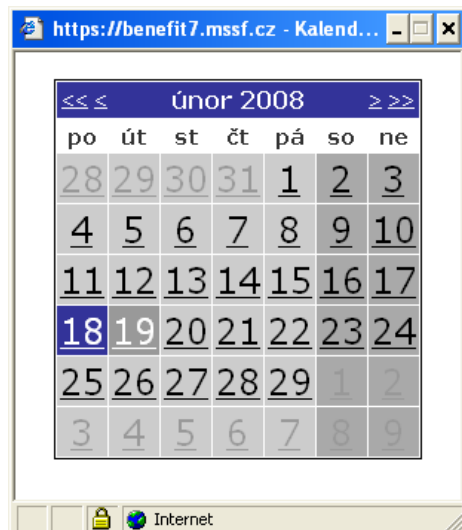 https://benefit7.mssf.cz - Kalend...
<< < únor 2008 > >>
po út st čt pá so ne
28 29 30 31 1 2 3
4 5 6 7 8 9 10
11 12 13 14 15 16 17
18 19 20 21 22 23 24
25 26 27 28 29 1 2
3 4 5 6 7 8 9
Internet